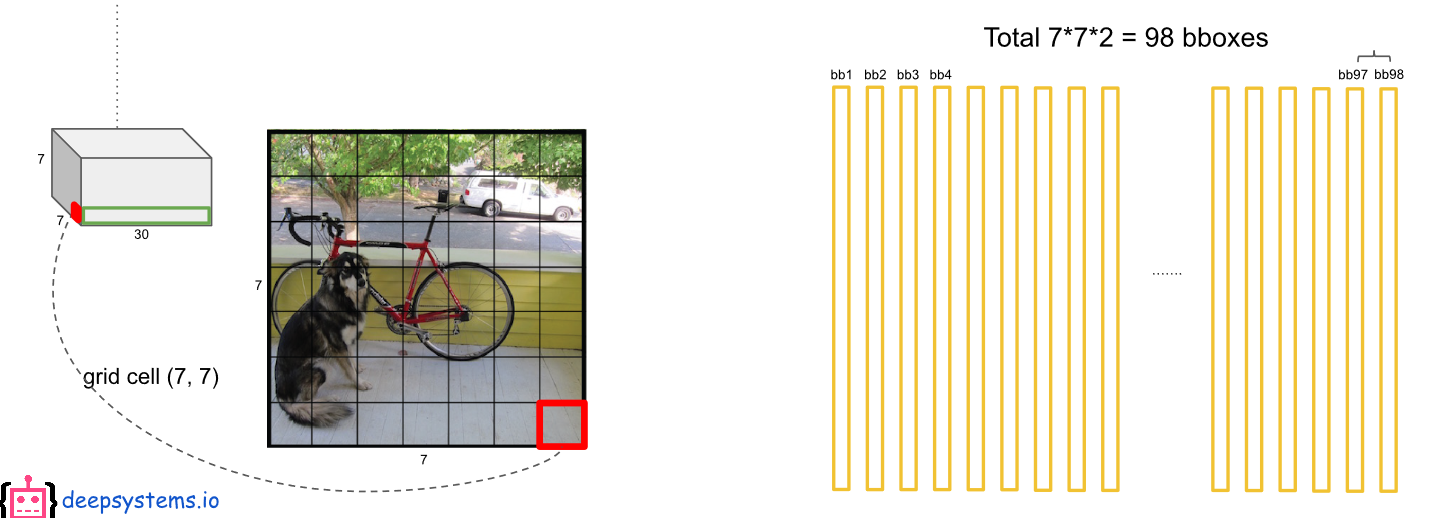 Total 7*7*2 = 98 bboxes
bb1 bb2 bb3 bb4 bb97 bb98
7
7
30
7
.......
grid cell (7, 7)
7
{ } deepsystems.io